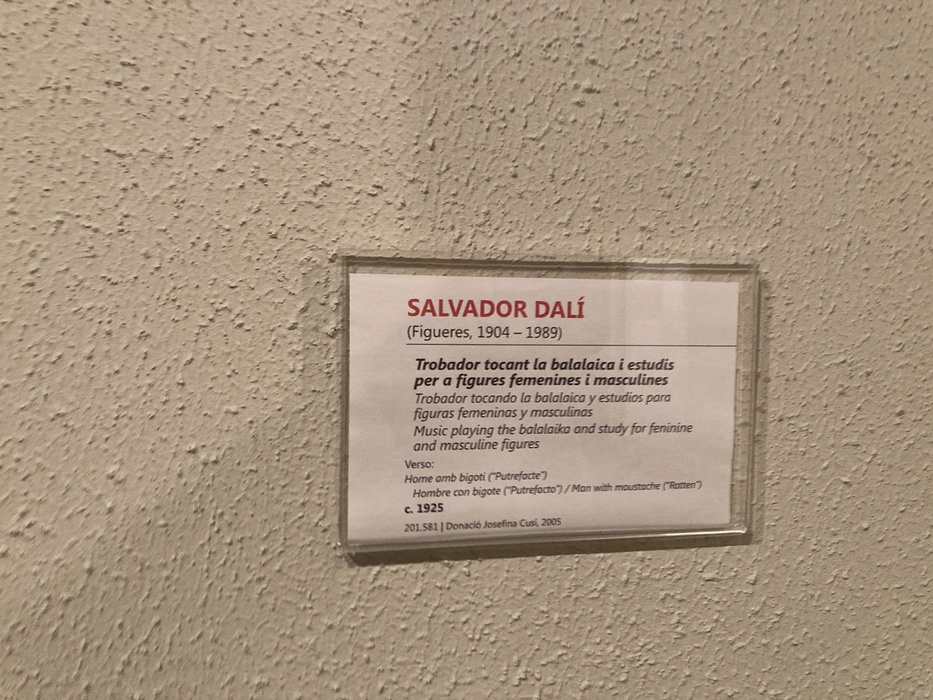 SALVADOR DALÍ
(Figueres, 1904 – 1989)
Trobador tocant la balalaica i estudis
per a figures femenines i masculines
Trobador tocando la balalaica y estudios para
figuras femeninas y masculinas
Music playing the balalaika and study for feninine
and masculine figures
Verso:
Home amb bigoti ("Putrefacte")
Hombre con bigote ("Putrefacto") / Man with moustache ("Rotten")
c. 1925
201.581 | Donació Josefina Cusí, 2005